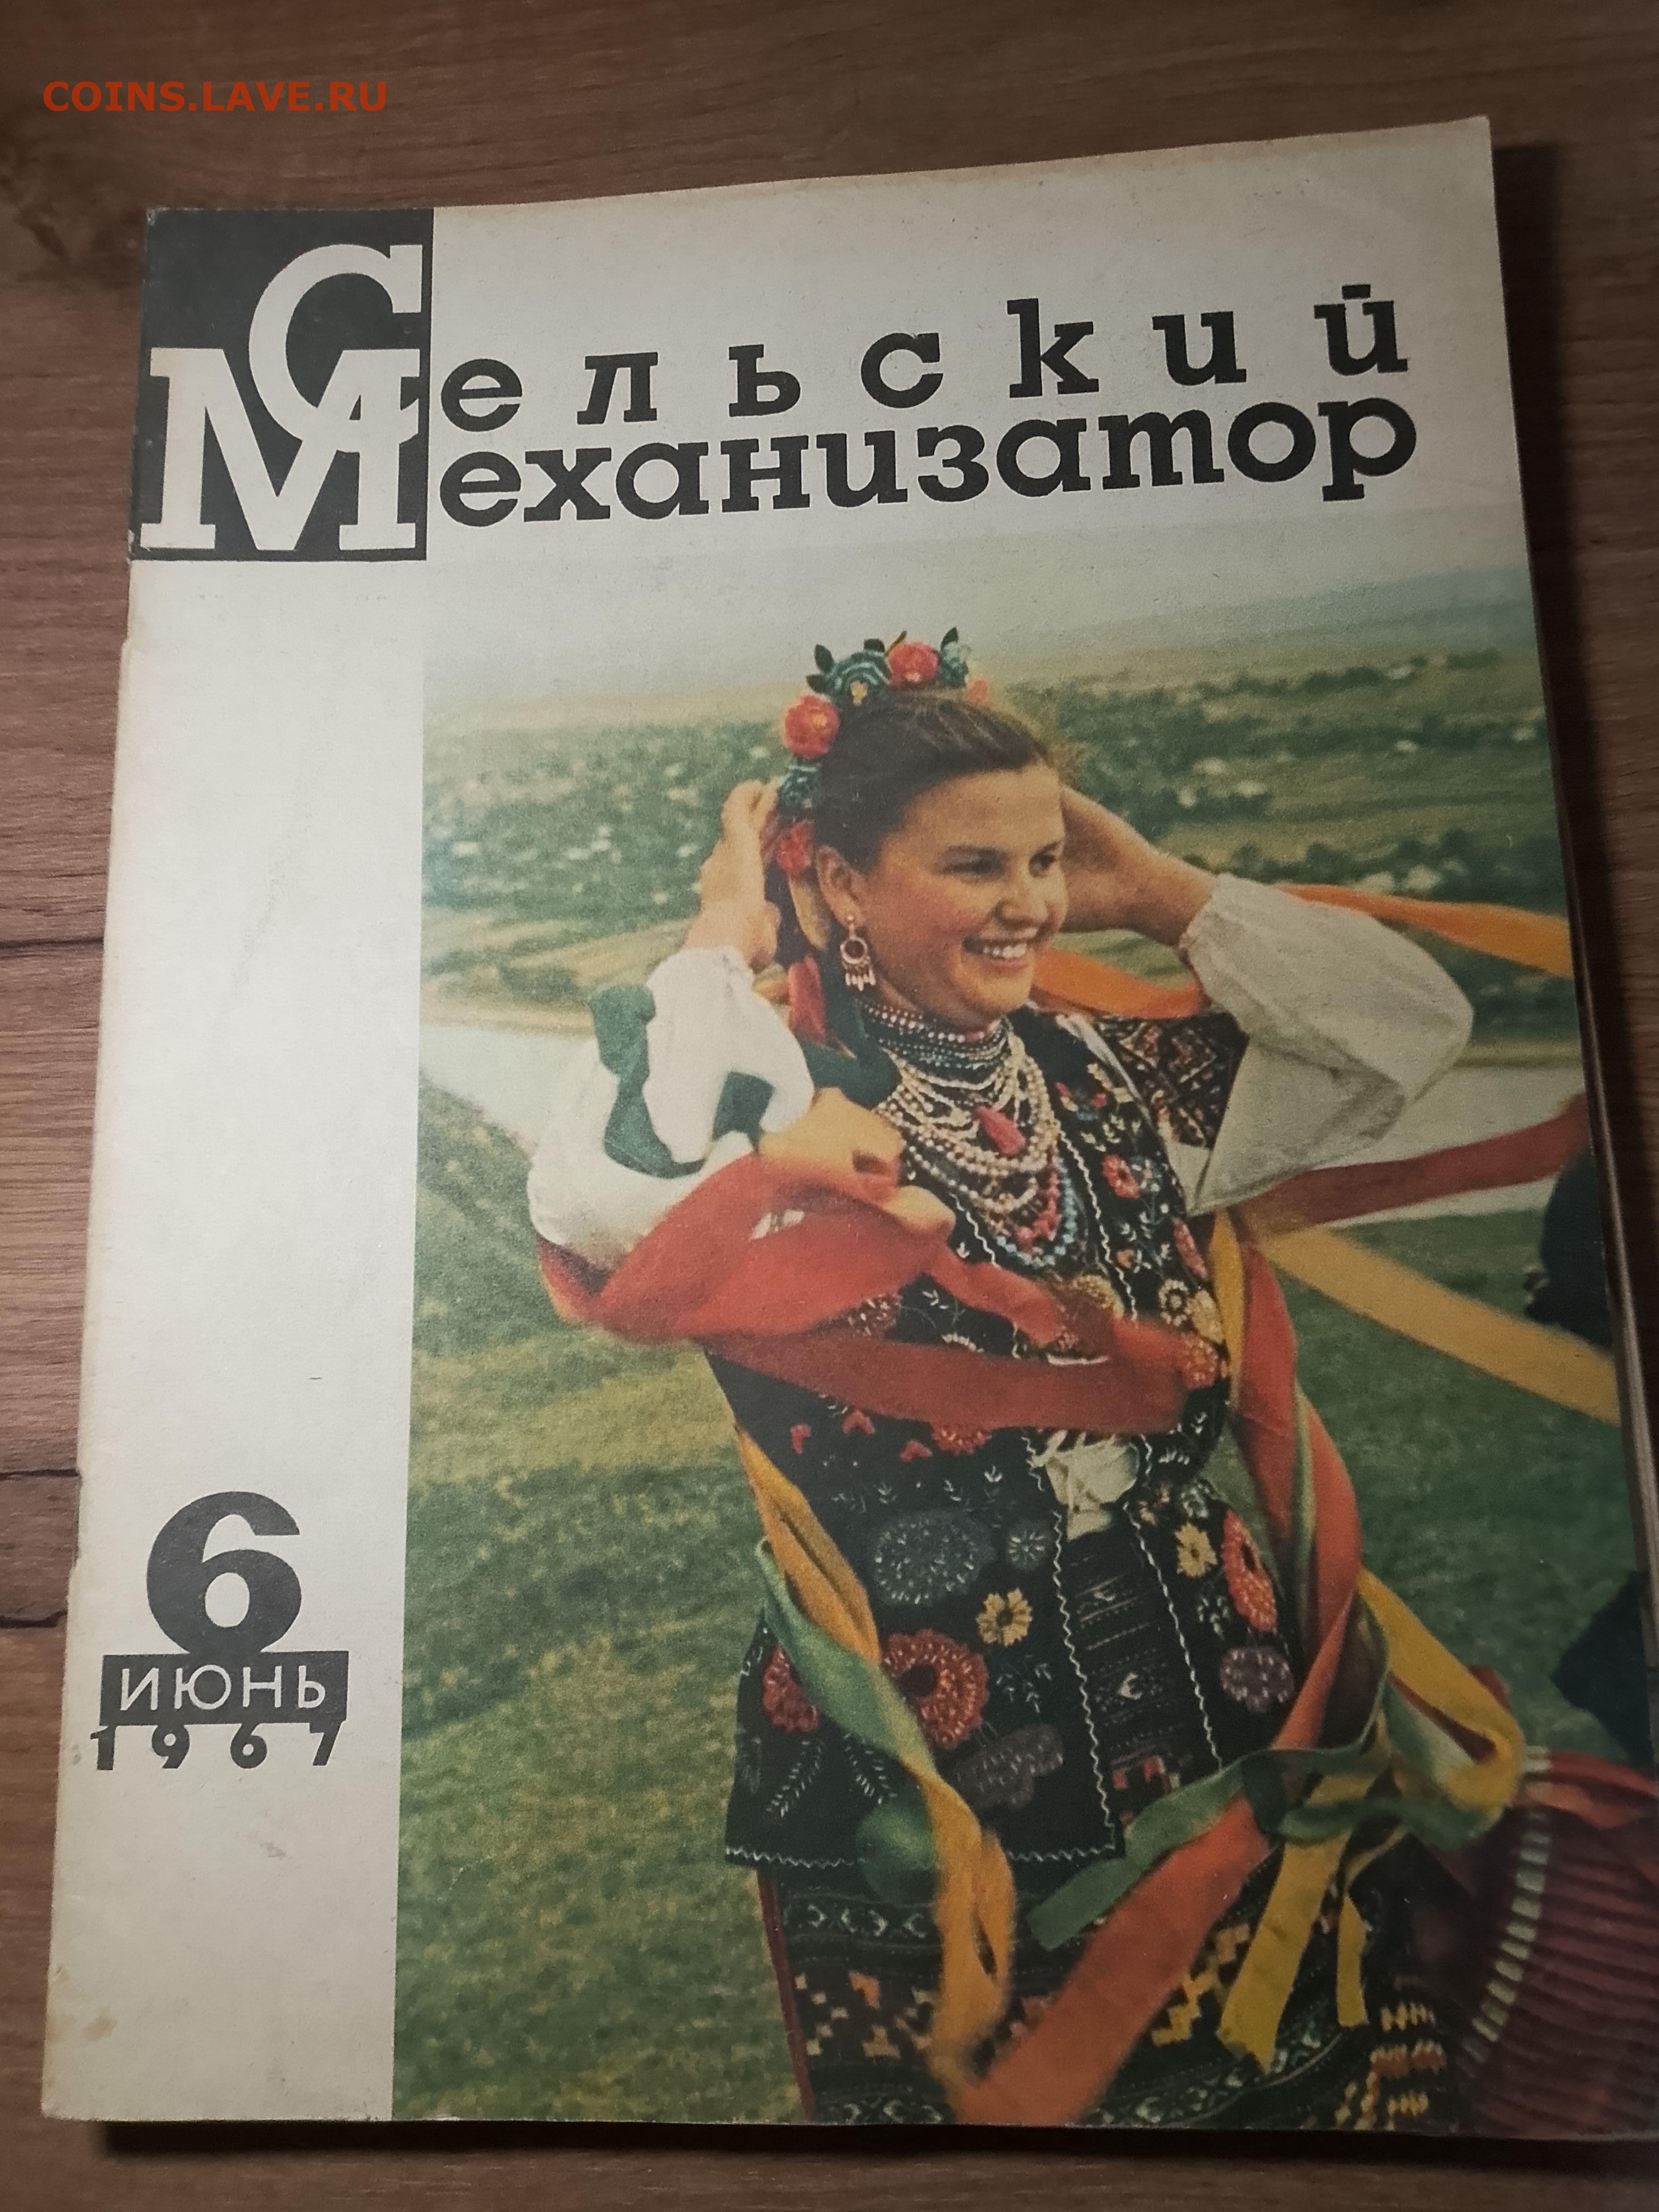 COINS.LAVE.RU
Сельский
Механизатор
6
ИЮНЬ
1967